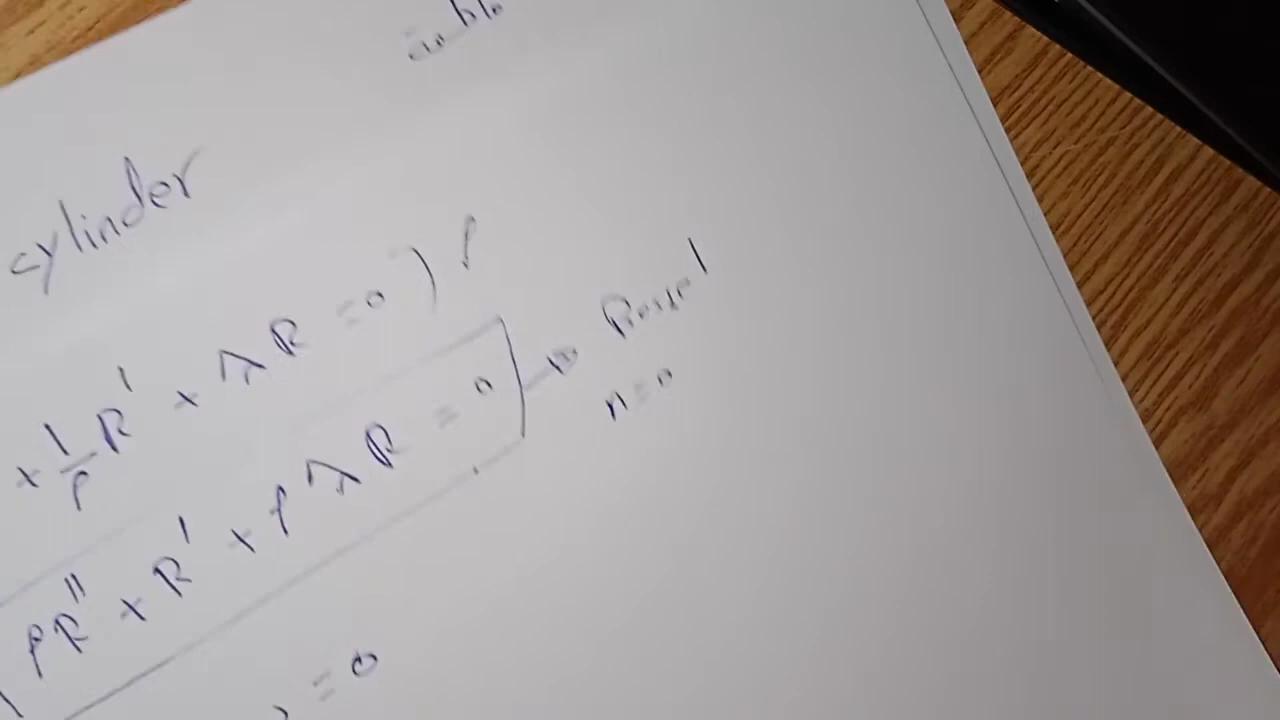 cylinder
+ 1/ρ R' + λR = 0) ρ
ρR'' + R' + ρλR = 0 → Bessel
n = 0
) = 0